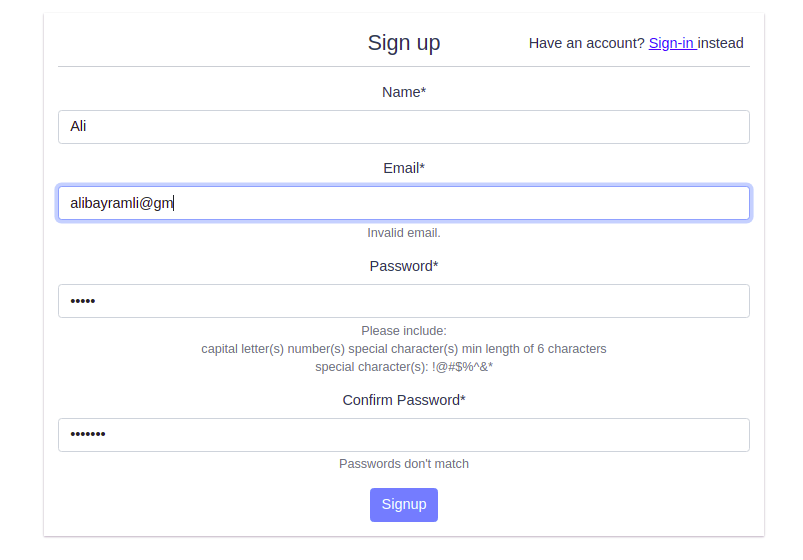 Sign up
Have an account? Sign-in instead
Name*
Ali
Email*
alibayramli@gm
Invalid email.
Password*
•••••
Please include:
capital letter(s) number(s) special character(s) min length of 6 characters
special character(s): !@#$%^&*
Confirm Password*
•••••••
Passwords don't match
Signup